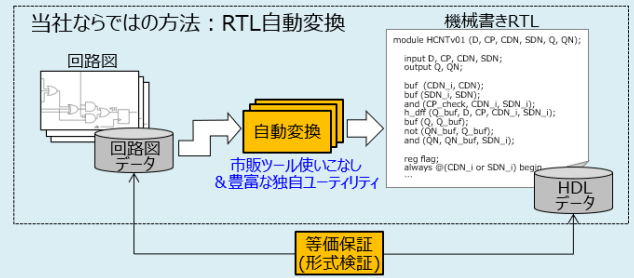 当社ならではの方法：RTL自動変換
回路図
回路図
データ
自動変換
市販ツール使いこなし
＆豊富な独自ユーティリティ
機械書きRTL
module HCNTv01 (D, CP, CDN, SDN, Q, QN);
input D, CP, CDN, SDN;
output Q, QN;
buf  (CDN_i, CDN);
buf (SDN_i, SDN);
and (CP_check, CDN_i, SDN_i);
h_dff (Q_buf, D, CP, CDN_i, SDN_i);
buf (Q, Q_buf);
not (QN_buf, Q_buf);
and (QN, QN_buf, SDN_i);
reg flag;
always @(CDN_i or SDN_i) begin
...
HDL
データ
等価保証
(形式検証)